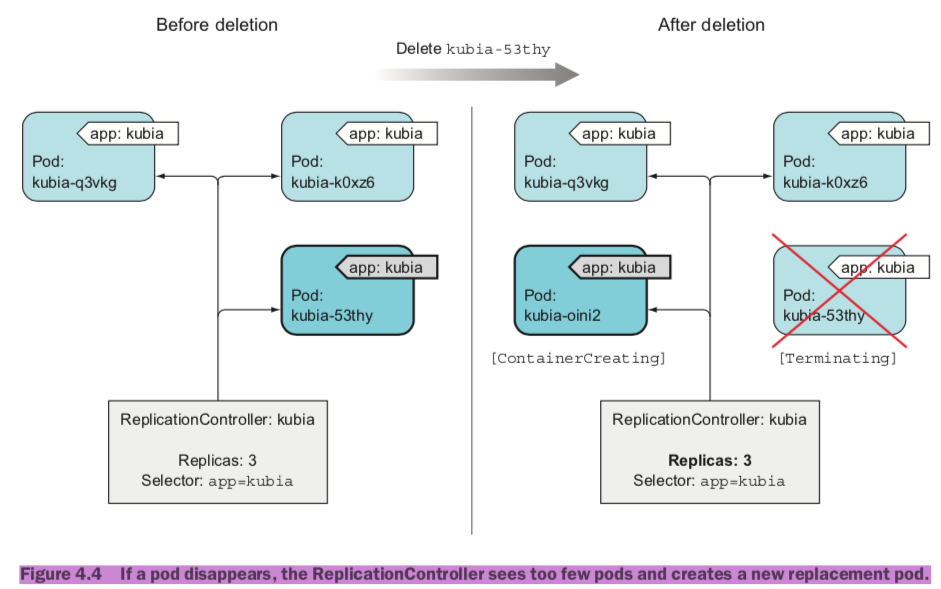 Before deletion
After deletion
Delete kubia-53thy
app: kubia
Pod:
kubia-q3vkg
app: kubia
Pod:
kubia-k0xz6
app: kubia
Pod:
kubia-53thy
ReplicationController: kubia
Replicas: 3
Selector: app=kubia
app: kubia
Pod:
kubia-q3vkg
app: kubia
Pod:
kubia-k0xz6
app: kubia
Pod:
kubia-oini2
[ContainerCreating]
app: kubia
Pod:
kubia-53thy
[Terminating]
ReplicationController: kubia
Replicas: 3
Selector: app=kubia
Figure 4.4 If a pod disappears, the ReplicationController sees too few pods and creates a new replacement pod.